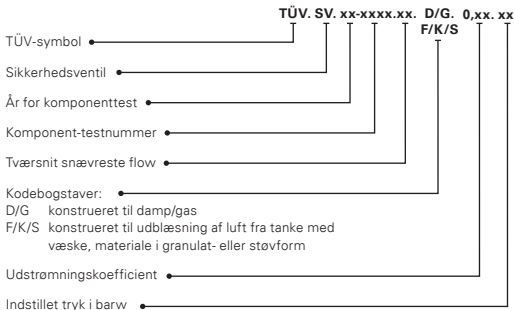 TÜV. SV. xx-xxxx.xx. D/G. 0,xx. xx
F/K/S
TÜV-symbol
Sikkerhedsventil
År for komponenttest
Komponent-testnummer
Tværsnit snævreste flow
Kodebogstaver:
D/G konstrueret til damp/gas
F/K/S konstrueret til udblæsning af luft fra tanke med
væske, materiale i granulat- eller støvform
Udstrømningskoefficient
Indstillet tryk i barw